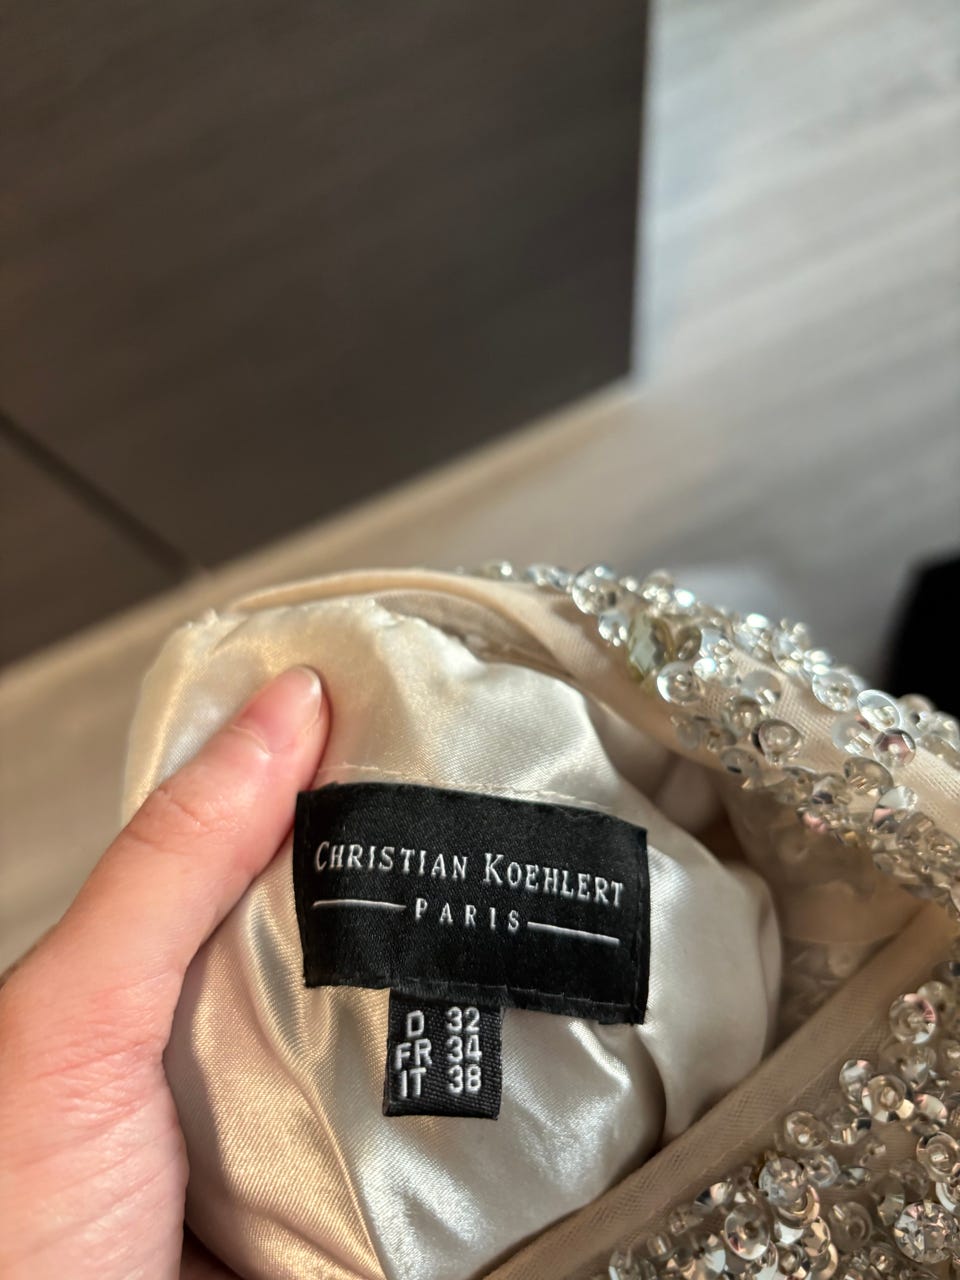 CHRISTIAN KOEHLERT
PARIS
D 32
FR 34
IT 38